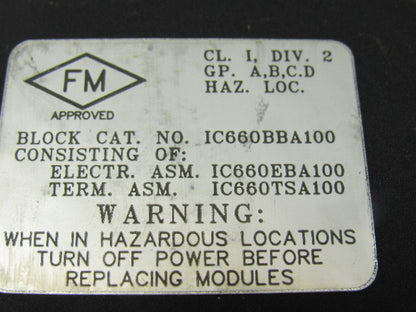 FM
APPROVED
CL. I, DIV. 2
GP. A,B,C,D
HAZ. LOC.
BLOCK CAT. NO. IC660BBA100
CONSISTING OF:
ELECTR. ASM. IC660EBA100
TERM. ASM. IC660TSA100
WARNING:
WHEN IN HAZARDOUS LOCATIONS
TURN OFF POWER BEFORE
REPLACING MODULES